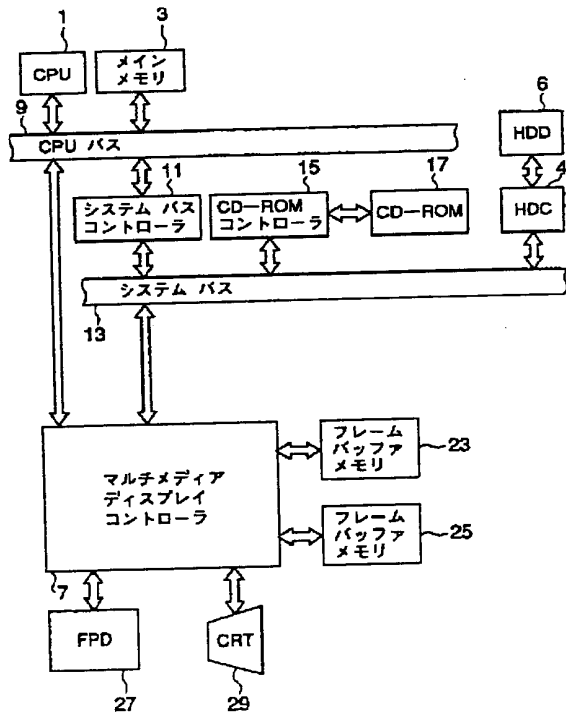 1
3
CPU
メイン
メモリ
9
CPU バス
6
HDD
11
15
17
4
システム バス
コントローラ
CD-ROM
コントローラ
CD-ROM
HDC
システム バス
13
マルチメディア
ディスプレイ
コントローラ
フレーム
バッファ
メモリ
23
フレーム
バッファ
メモリ
25
7
FPD
CRT
27
29